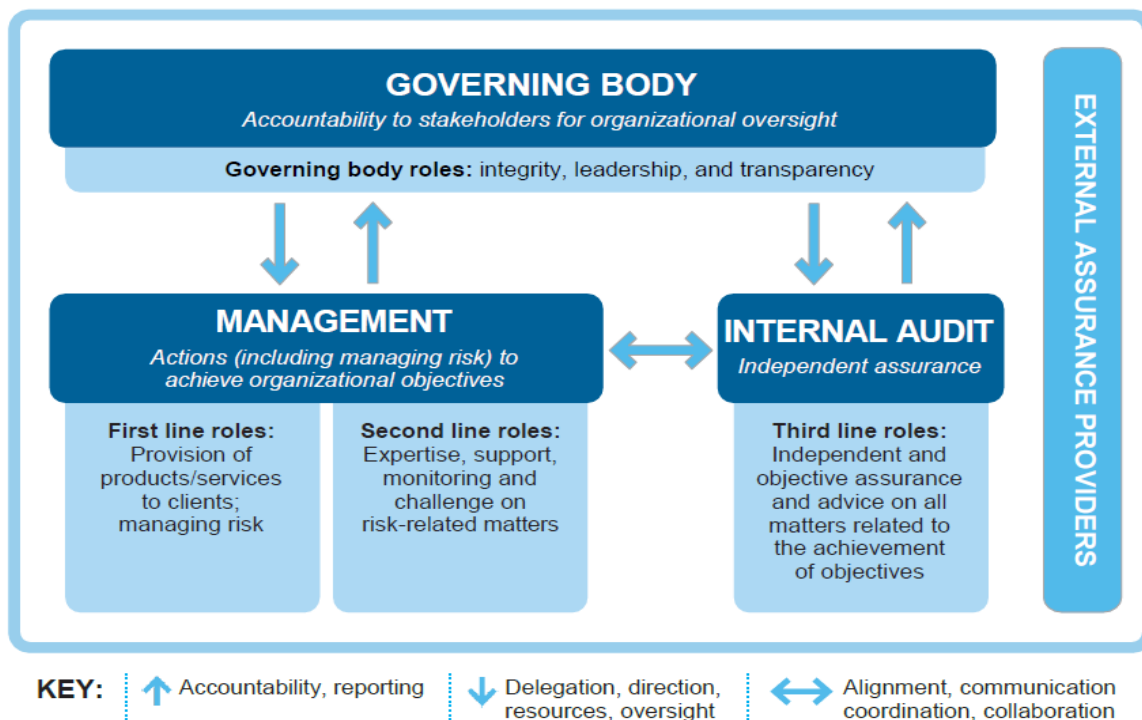 GOVERNING BODY
Accountability to stakeholders for organizational oversight
Governing body roles: integrity, leadership, and transparency
MANAGEMENT
Actions (including managing risk) to
achieve organizational objectives
First line roles:
Provision of
products/services
to clients;
managing risk
Second line roles:
Expertise, support,
monitoring and
challenge on
risk-related matters
INTERNAL AUDIT
Independent assurance
Third line roles:
Independent and
objective assurance
and advice on all
matters related to
the achievement
of objectives
EXTERNAL ASSURANCE PROVIDERS
KEY:
Accountability, reporting
Delegation, direction,
resources, oversight
Alignment, communication
coordination, collaboration